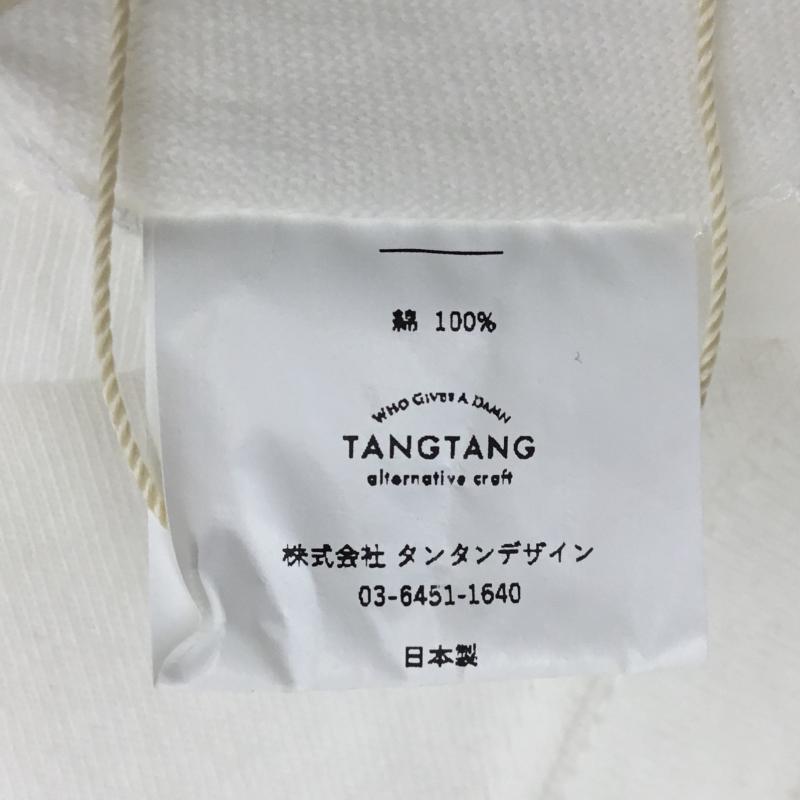 綿 100%
WHO GIVES A DAMN
TANGTANG
alternative craft
株式会社 タンタンデザイン
03-6451-1640
日本製